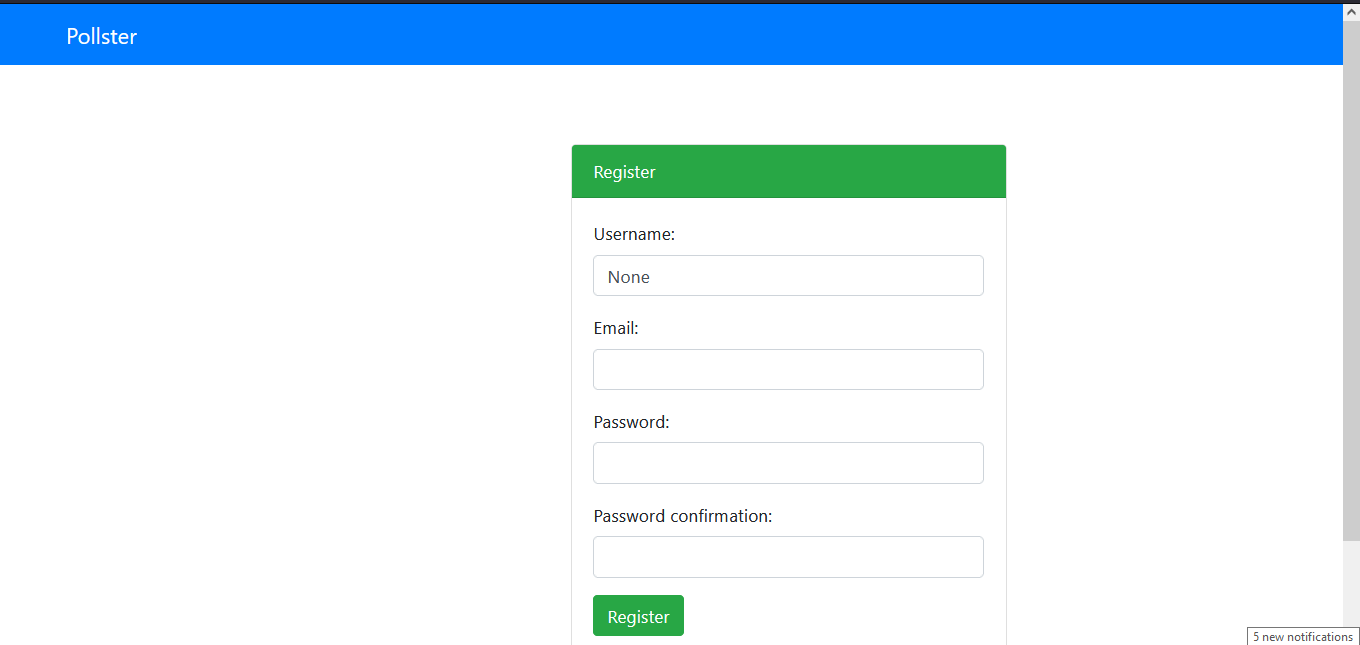 Pollster
Register
Username:
None
Email:
Password:
Password confirmation:
Register
5 new notifications